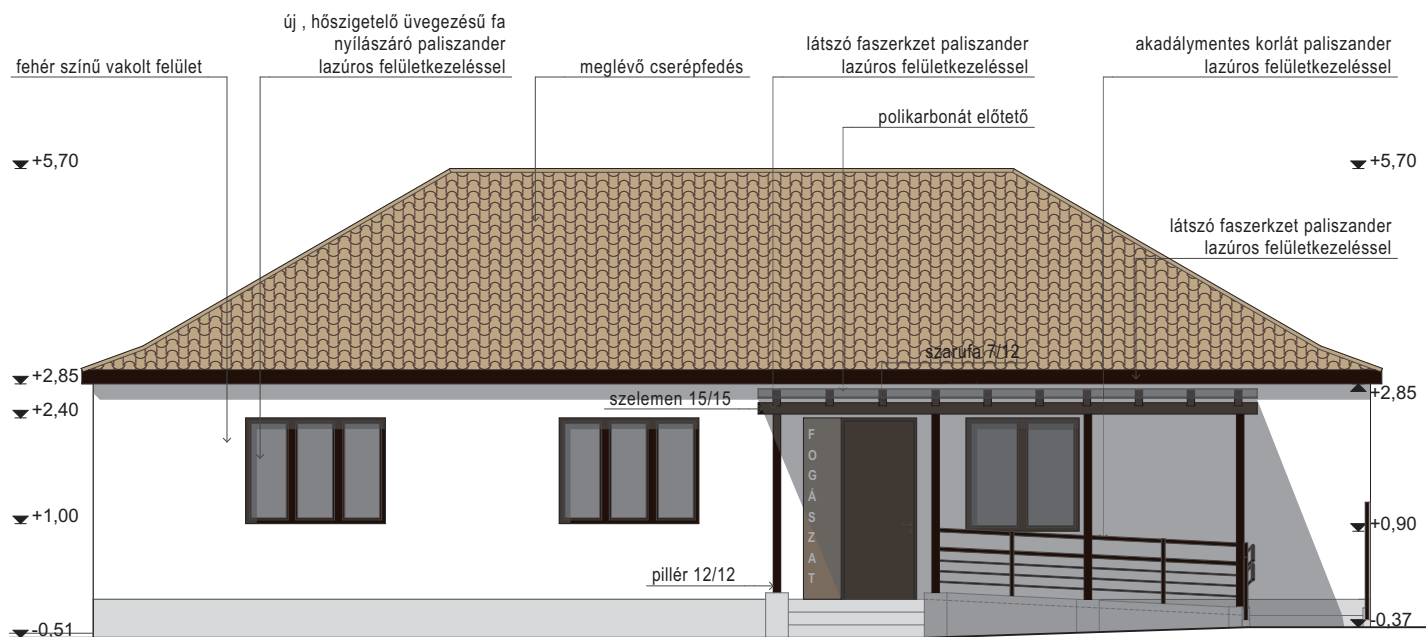 új , hőszigetelő üvegezésű fa
nyílászáró paliszander
lazúros felületkezeléssel
fehér színű vakolt felület
meglévő cserépfedés
látszó faszerkzet paliszander
lazúros felületkezeléssel
akadálymentes korlát paliszander
lazúros felületkezeléssel
polikarbonát előtető
+5,70
+5,70
látszó faszerkzet paliszander
lazúros felületkezeléssel
szarufa 7/12
+2,85
+2,85
szelemen 15/15
+2,40
FOGÁSZAT
+1,00
+0,90
pillér 12/12
-0,51
-0,37